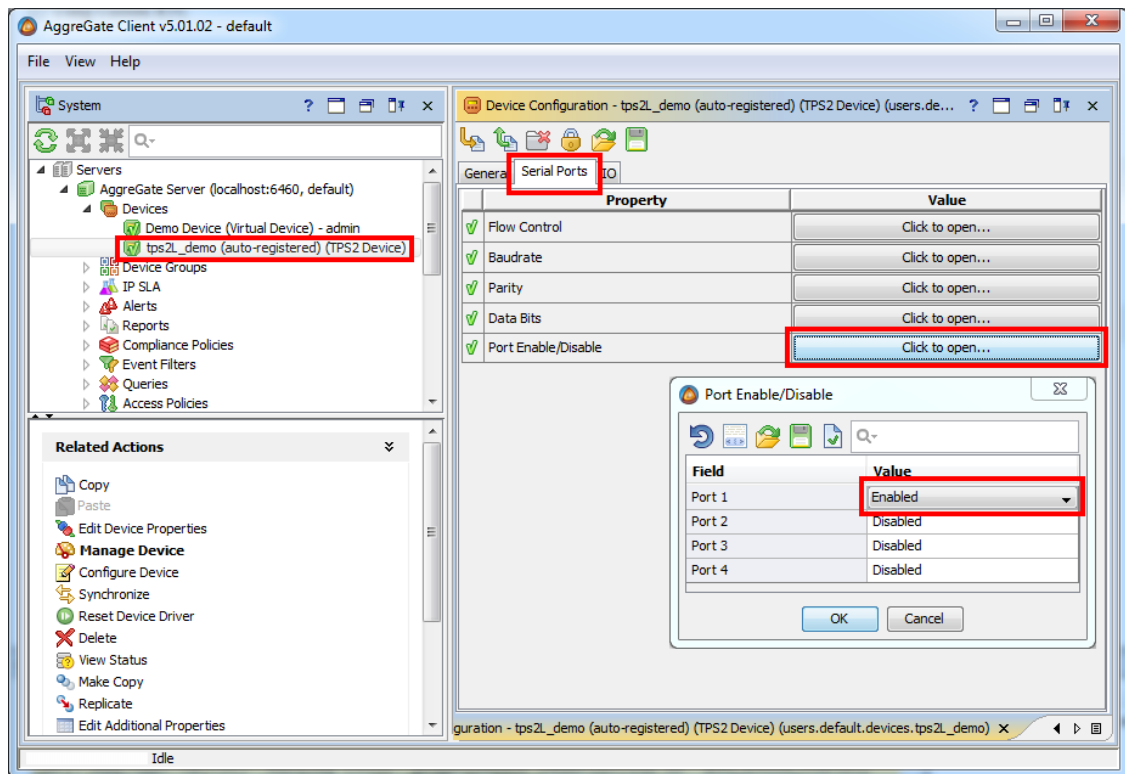 AggreGate Client v5.01.02 - default
File View Help
System
Servers
AggreGate Server (localhost:6460, default)
Devices
Demo Device (Virtual Device) - admin
tps2L_demo (auto-registered) (TPS2 Device)
Device Groups
IP SLA
Alerts
Reports
Compliance Policies
Event Filters
Queries
Access Policies
Related Actions
Copy
Paste
Edit Device Properties
Manage Device
Configure Device
Synchronize
Reset Device Driver
Delete
View Status
Make Copy
Replicate
Edit Additional Properties
Device Configuration - tps2L_demo (auto-registered) (TPS2 Device) (users.de...
Genera Serial Ports IO
Property Value
Flow Control Click to open...
Baudrate Click to open...
Parity Click to open...
Data Bits Click to open...
Port Enable/Disable Click to open...
Port Enable/Disable
Field Value
Port 1 Enabled
Port 2 Disabled
Port 3 Disabled
Port 4 Disabled
OK Cancel
guration - tps2L_demo (auto-registered) (TPS2 Device) (users.default.devices.tps2L_demo)
Idle